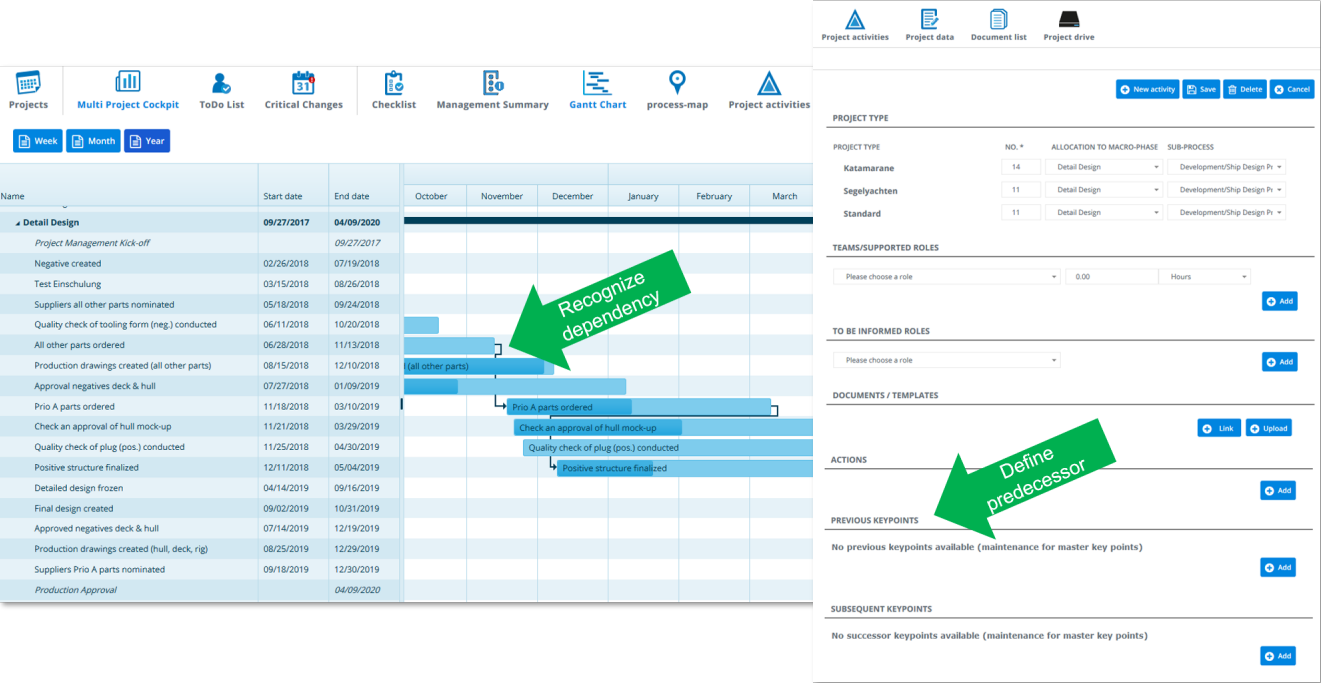 Project activities Project data Document list Project drive
Projects Multi Project Cockpit ToDo List 31 Critical Changes Checklist Management Summary Gantt Chart process-map Project activities
Week Month Year
Name Start date End date October November December January February March
Detail Design 09/27/2017 04/09/2020
Project Management Kick-off 09/27/2017
Negative created 02/26/2018 07/19/2018
Test Einschulung 03/15/2018 08/26/2018
Suppliers all other parts nominated 05/18/2018 09/24/2018
Quality check of tooling form (neg.) conducted 06/11/2018 10/20/2018
All other parts ordered 06/28/2018 11/13/2018
Production drawings created (all other parts) 08/15/2018 12/10/2018 (all other parts)
Approval negatives deck & hull 07/27/2018 01/09/2019
Prio A parts ordered 11/18/2018 03/10/2019 Prio A parts ordered
Check an approval of hull mock-up 11/21/2018 03/29/2019 Check an approval of hull mock-up
Quality check of plug (pos.) conducted 11/25/2018 04/30/2019 Quality check of plug (pos.) conducted
Positive structure finalized 12/11/2018 05/04/2019 Positive structure finalized
Detailed design frozen 04/14/2019 09/16/2019
Final design created 09/02/2019 10/31/2019
Approved negatives deck & hull 07/14/2019 12/19/2019
Production drawings created (hull, deck, rig) 08/25/2019 12/29/2019
Suppliers Prio A parts nominated 09/18/2019 12/30/2019
Production Approval 04/09/2020
Recognize
dependency
New activity Save Delete Cancel
PROJECT TYPE
PROJECT TYPE NO. * ALLOCATION TO MACRO-PHASE SUB-PROCESS
Katamarane 14 Detail Design Development/Ship Design Pr
Segelyachten 11 Detail Design Development/Ship Design Pr
Standard 11 Detail Design Development/Ship Design Pr
TEAMS/SUPPORTED ROLES
Please choose a role 0.00 Hours
Add
TO BE INFORMED ROLES
Please choose a role
Add
DOCUMENTS / TEMPLATES
Link Upload
ACTIONS
Add
Define
predecessor
PREVIOUS KEYPOINTS
No previous keypoints available (maintenance for master key points)
Add
SUBSEQUENT KEYPOINTS
No successor keypoints available (maintenance for master key points)
Add